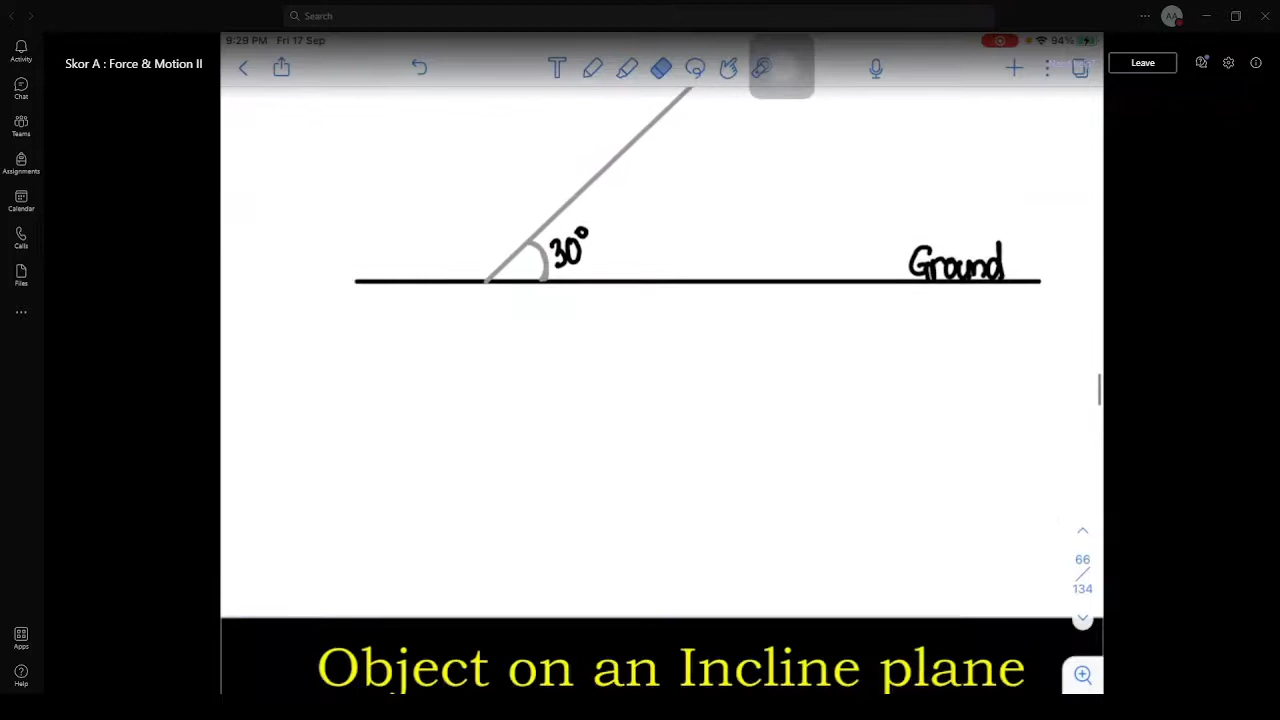 Search
AA
9:29 PM Fri 17 Sep
94%
Activity
Skor A : Force & Motion II
Leave
Chat
Teams
Assignments
Calendar
Calls
Files
30°
Ground
66
134
Apps
Help
Object on an Incline plane